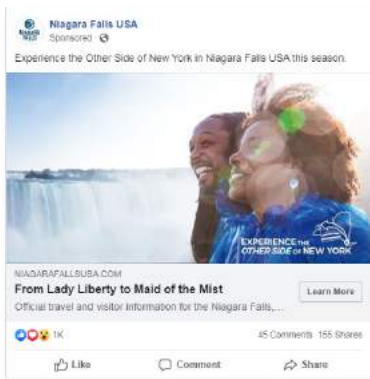 Niagara Falls USA
Sponsored
Experience the Other Side of New York in Niagara Falls USA this season.
EXPERIENCE THE
OTHER SIDE OF NEW YORK
NIAGARAFALLSUSA.COM
From Lady Liberty to Maid of the Mist
Learn More
Official travel and visitor information for the Niagara Falls,...
1K
45 Comments 155 Shares
Like
Comment
Share